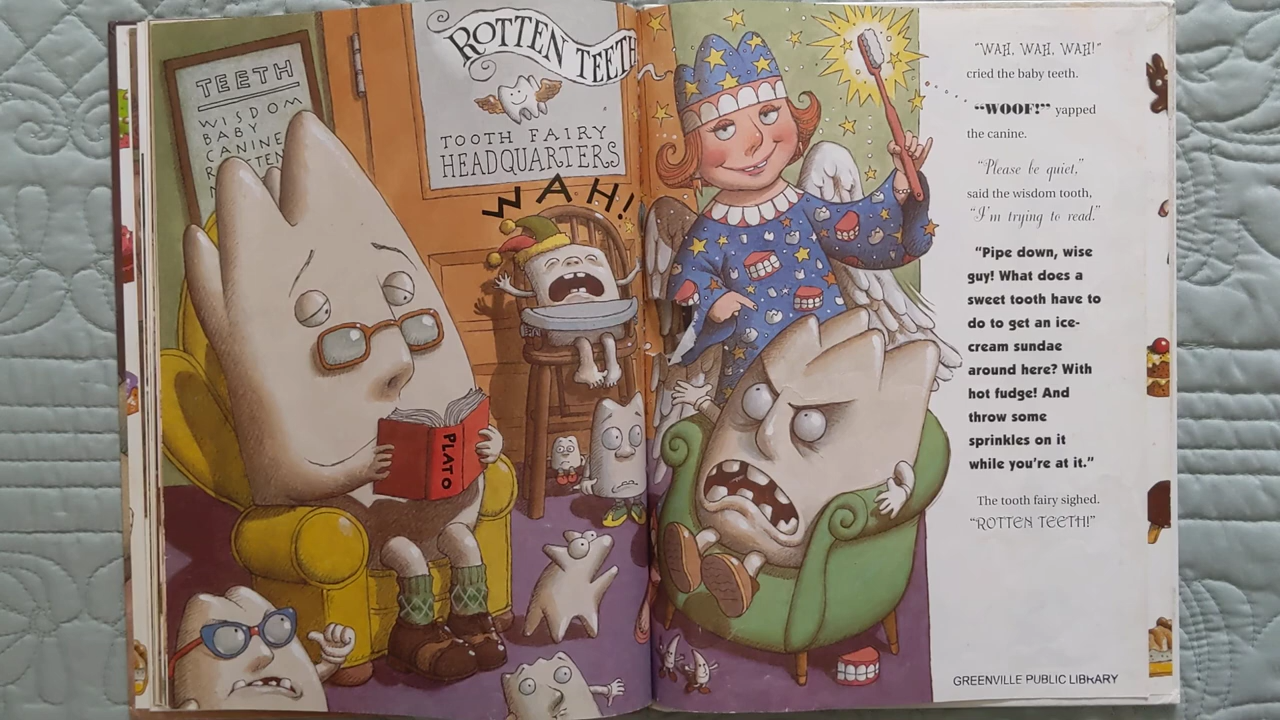 TEETH
WISDOM
BABY
CANINE
ROTTEN TEETH
TOOTH FAIRY
HEADQUARTERS
WAH!
PLATO
"WAH, WAH, WAH!"
cried the baby teeth.
"WOOF!" yapped
the canine.
"Please be quiet,"
said the wisdom tooth,
"I'm trying to read."
"Pipe down, wise
guy! What does a
sweet tooth have to
do to get an ice-
cream sundae
around here? With
hot fudge! And
throw some
sprinkles on it
while you're at it."
The tooth fairy sighed.
"ROTTEN TEETH!"
GREENVILLE PUBLIC LIBRARY